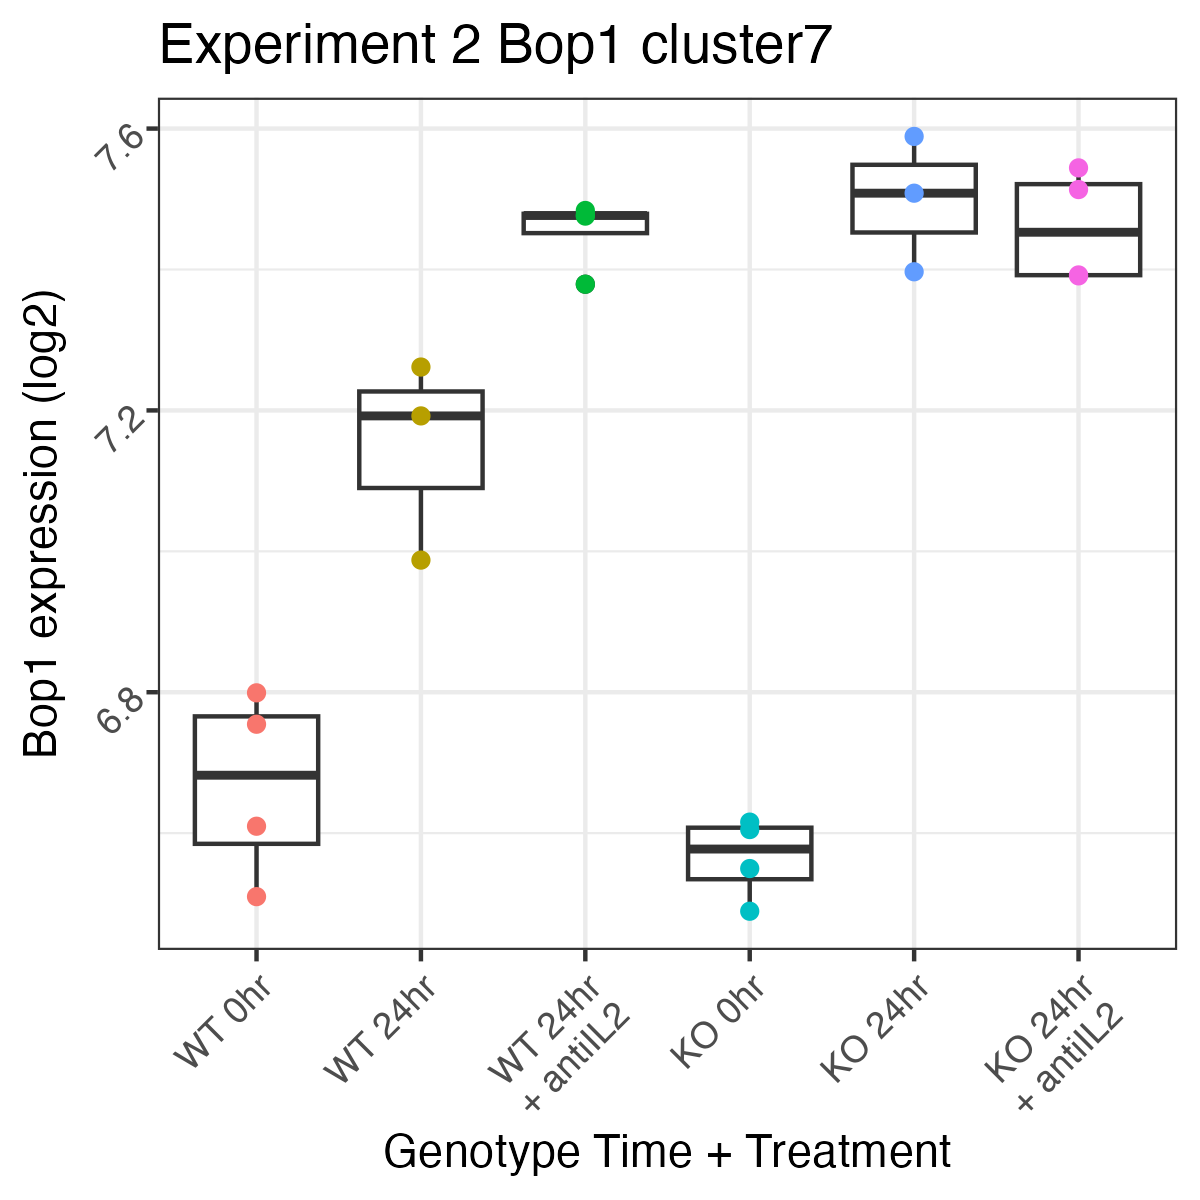 Experiment 2 Bop1 cluster7
Bop1 expression (log2)
7.6
7.2
6.8
WT 0hr
WT 24hr
WT 24hr
+ antiIL2
KO 0hr
KO 24hr
KO 24hr
+ antiIL2
Genotype Time + Treatment